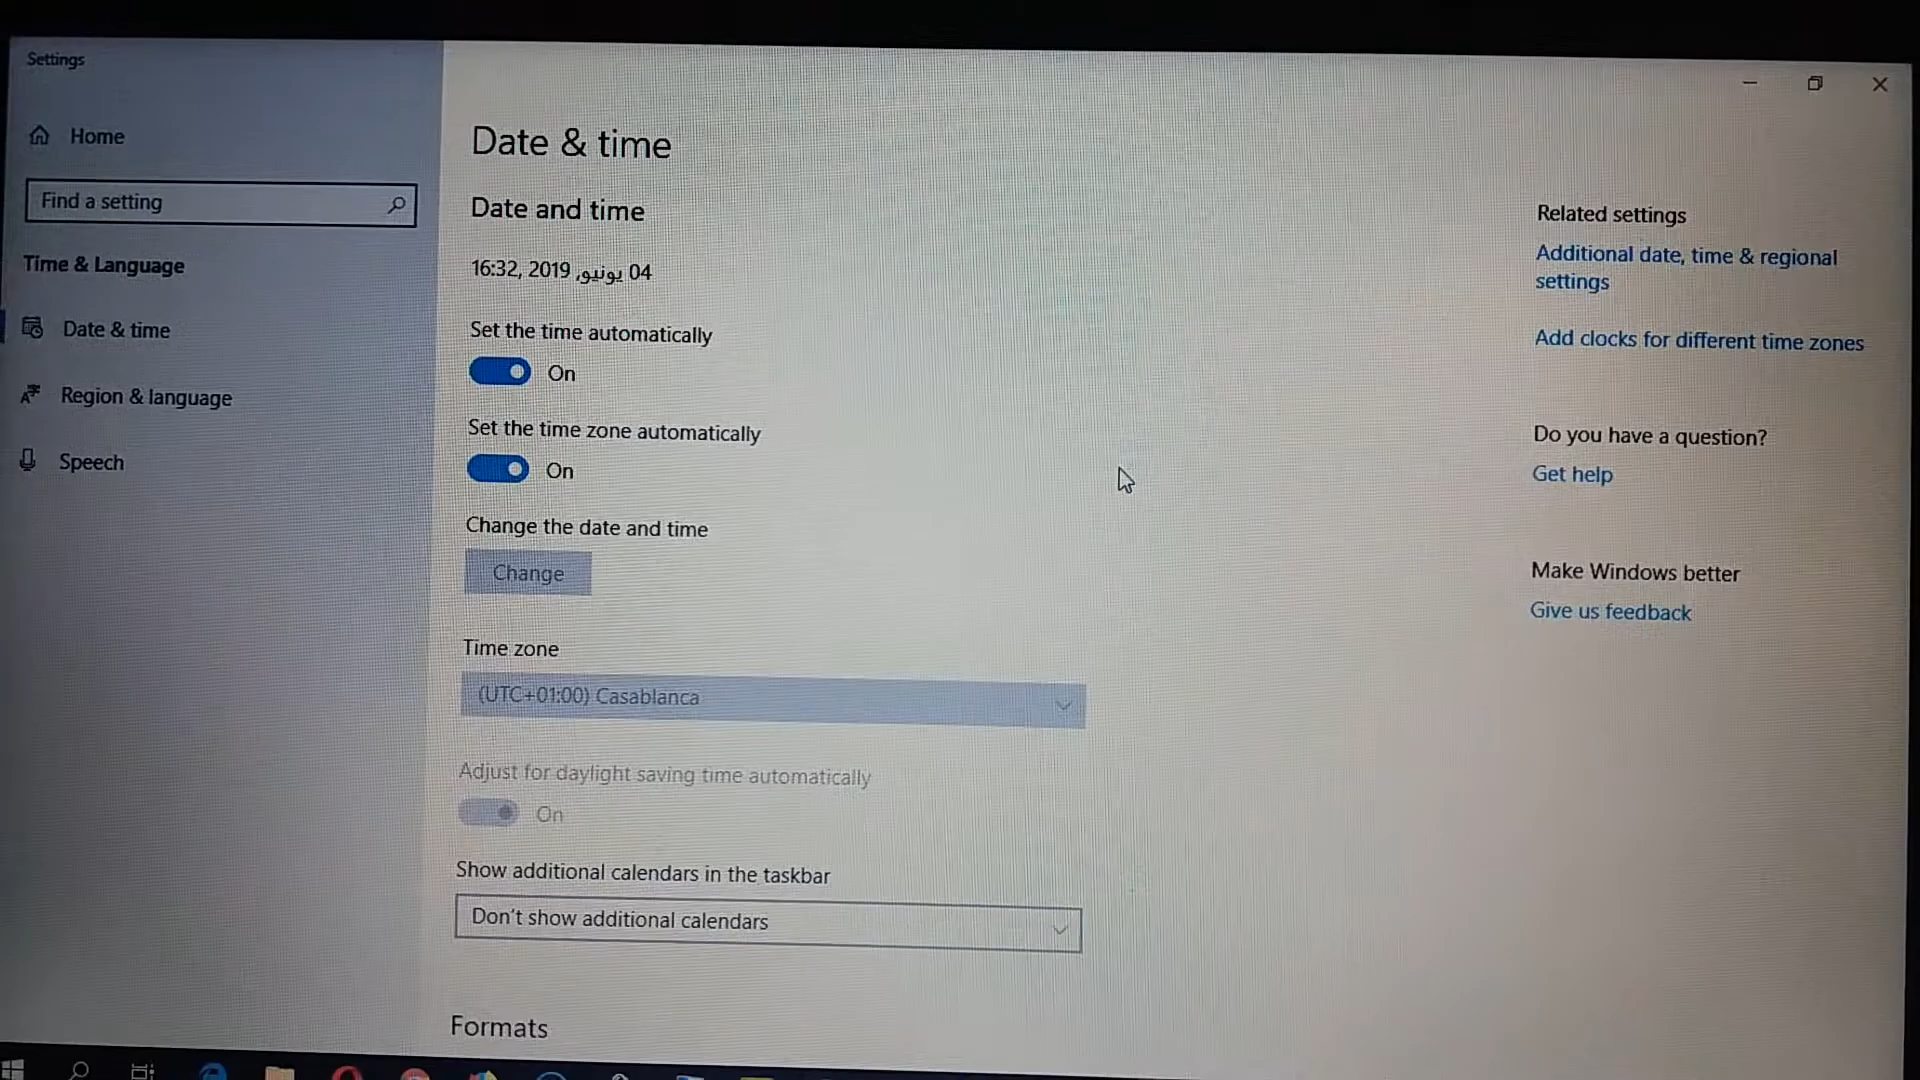 Settings
Home
Find a setting
Time & Language
Date & time
Region & language
Speech
Date & time
Date and time
16:32, 2019 ,يونيو 04
Set the time automatically
On
Set the time zone automatically
On
Change the date and time
Change
Time zone
(UTC+01:00) Casablanca
Adjust for daylight saving time automatically
On
Show additional calendars in the taskbar
Don't show additional calendars
Formats
Related settings
Additional date, time & regional
settings
Add clocks for different time zones
Do you have a question?
Get help
Make Windows better
Give us feedback